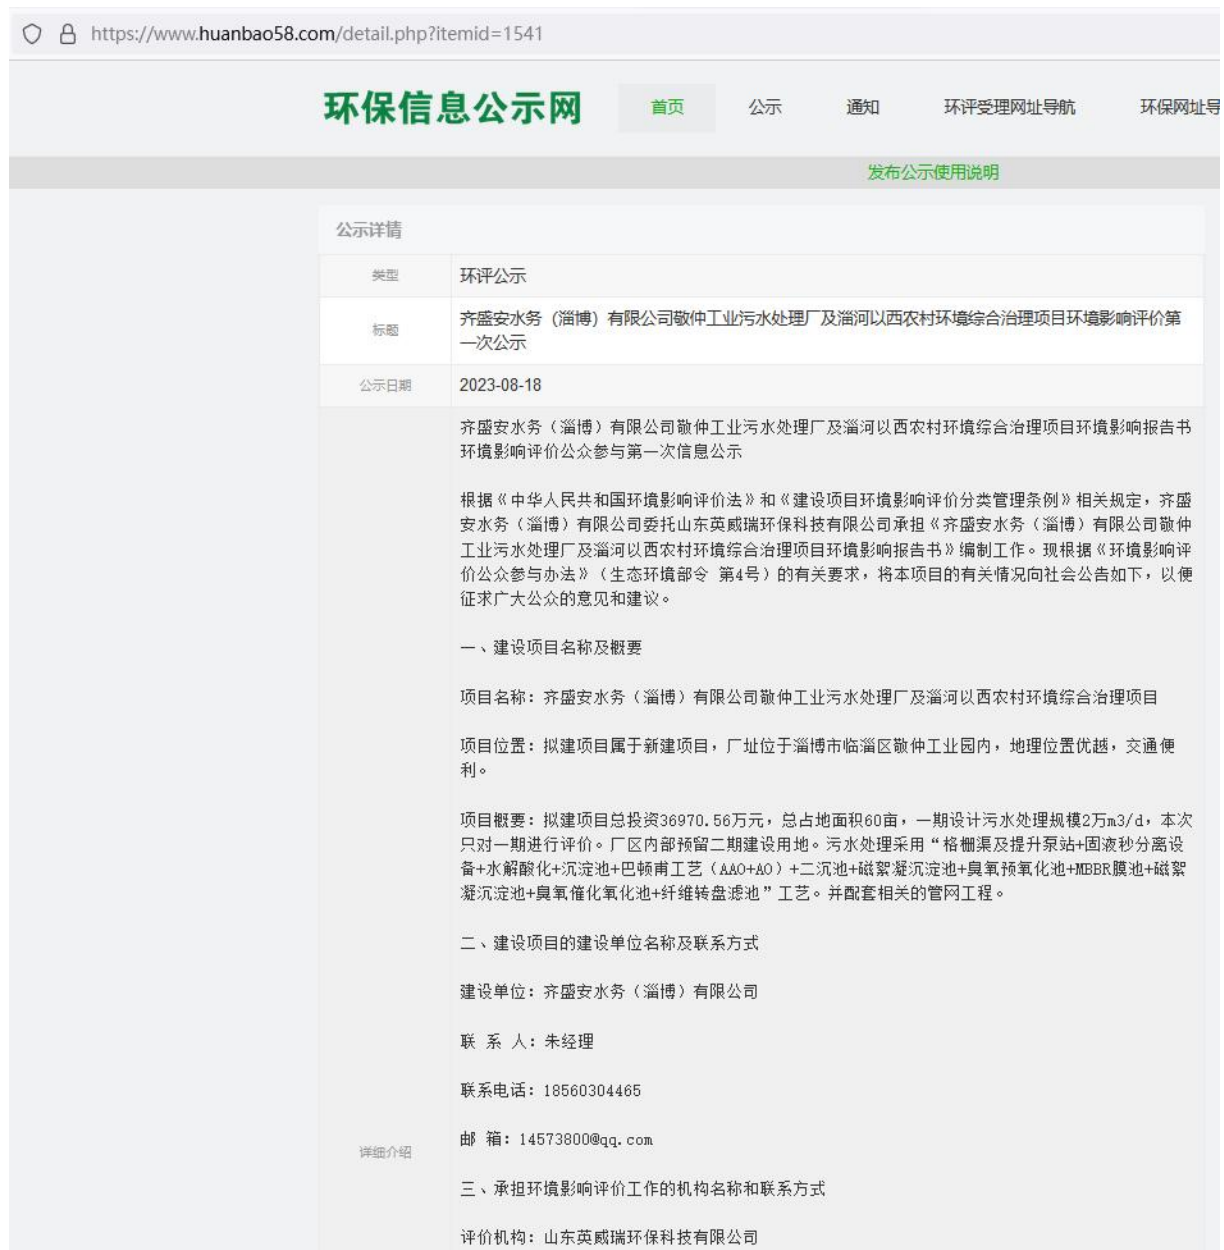 https://www.huanbao58.com/detail.php?itemid=1541
环保信息公示网 首页 公示 通知 环评受理网址导航 环保网址导
发布公示使用说明
公示详情
类型 环评公示
标题 齐盛安水务（淄博）有限公司敬仲工业污水处理厂及淄河以西农村环境综合治理项目环境影响评价第
一次公示
公示日期 2023-08-18
齐盛安水务（淄博）有限公司敬仲工业污水处理厂及淄河以西农村环境综合治理项目环境影响报告书
环境影响评价公众参与第一次信息公示
根据《中华人民共和国环境影响评价法》和《建设项目环境影响评价分类管理条例》相关规定，齐盛
安水务（淄博）有限公司委托山东英威瑞环保科技有限公司承担《齐盛安水务（淄博）有限公司敬仲
工业污水处理厂及淄河以西农村环境综合治理项目环境影响报告书》编制工作。现根据《环境影响评
价公众参与办法》（生态环境部令 第4号）的有关要求，将本项目的有关情况向社会公告如下，以便
征求广大公众的意见和建议。
一、建设项目名称及概要
项目名称：齐盛安水务（淄博）有限公司敬仲工业污水处理厂及淄河以西农村环境综合治理项目
项目位置：拟建项目属于新建项目，厂址位于淄博市临淄区敬仲工业园内，地理位置优越，交通便
利。
项目概要：拟建项目总投资36970.56万元，总占地面积60亩，一期设计污水处理规模2万m3/d，本次
只对一期进行评价。厂区内部预留二期建设用地。污水处理采用“格栅渠及提升泵站+固液秒分离设
备+水解酸化+沉淀池+巴顿甫工艺（AAO+AO）+二沉池+磁絮凝沉淀池+臭氧预氧化池+MBBR膜池+磁絮
凝沉淀池+臭氧催化氧化池+纤维转盘滤池”工艺。并配套相关的管网工程。
二、建设项目的建设单位名称及联系方式
建设单位：齐盛安水务（淄博）有限公司
联 系 人：朱经理
联系电话：18560304465
详细介绍 邮 箱：14573800@qq.com
三、承担环境影响评价工作的机构名称和联系方式
评价机构：山东英威瑞环保科技有限公司